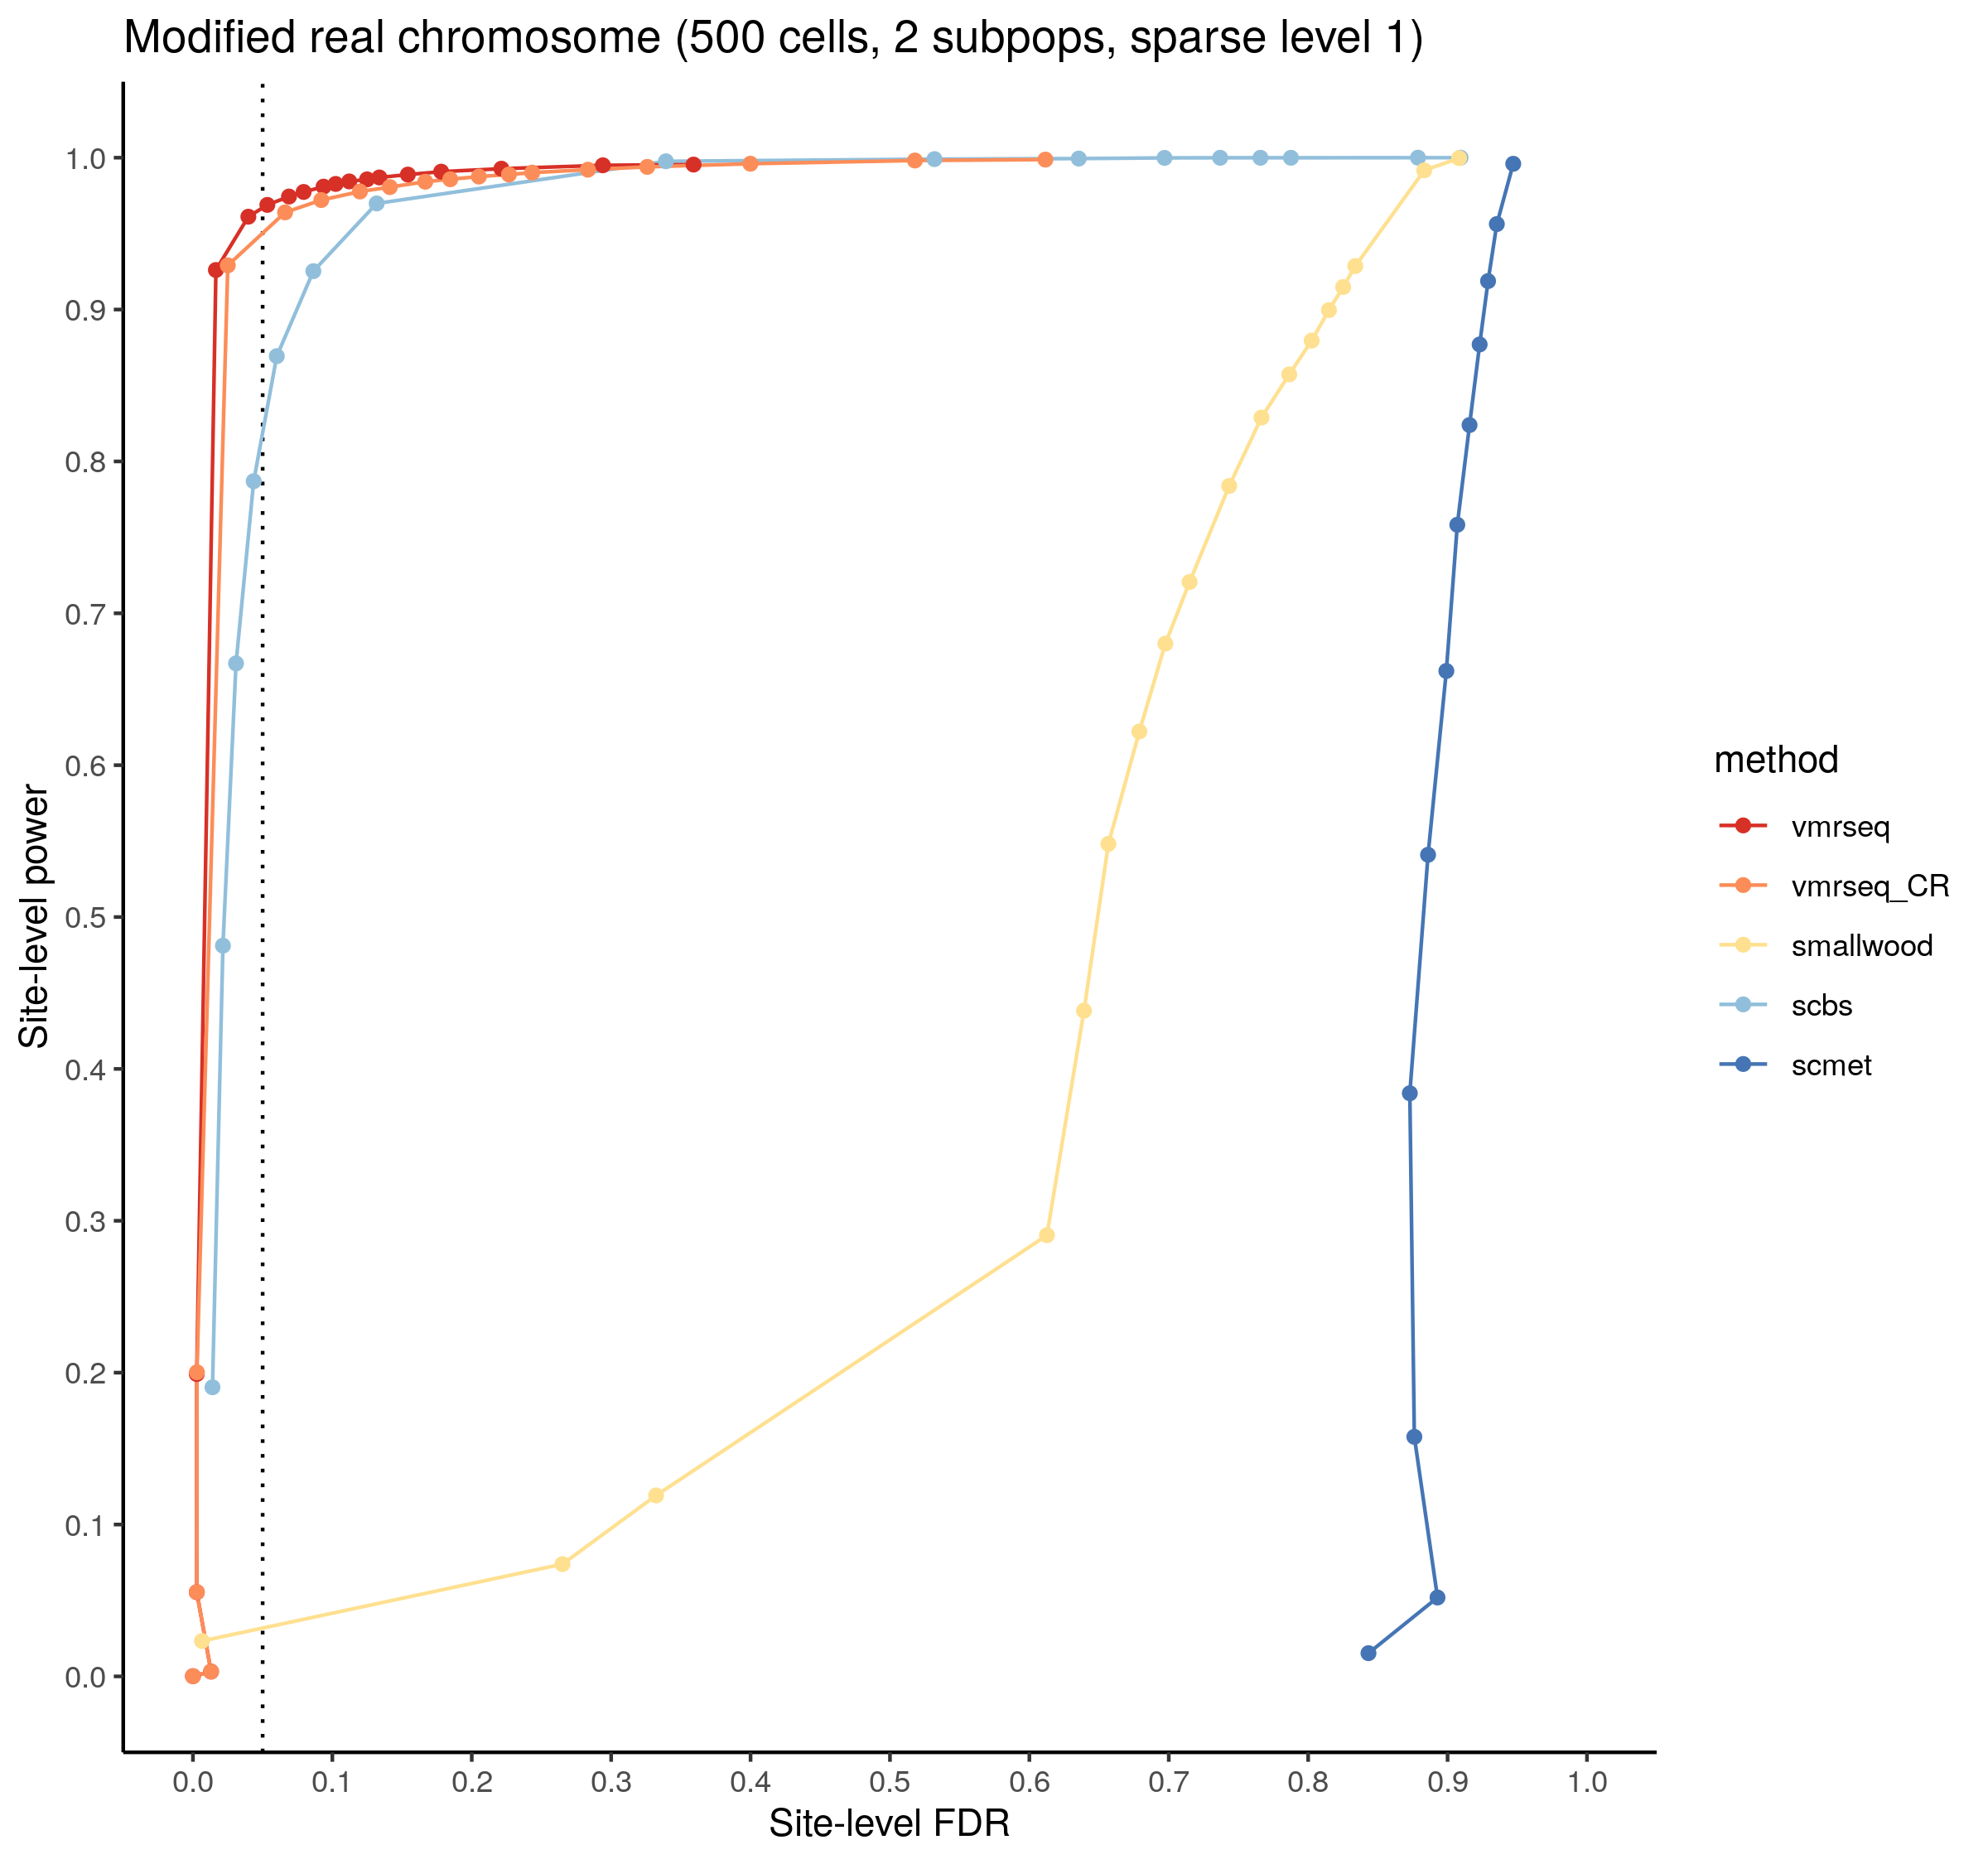 Modified real chromosome (500 cells, 2 subpops, sparse level 1)
Site-level power
1.0
0.9
0.8
0.7
0.6
0.5
0.4
0.3
0.2
0.1
0.0
0.0 0.1 0.2 0.3 0.4 0.5 0.6 0.7 0.8 0.9 1.0
Site-level FDR
method
vmrseq
vmrseq_CR
smallwood
scbs
scmet